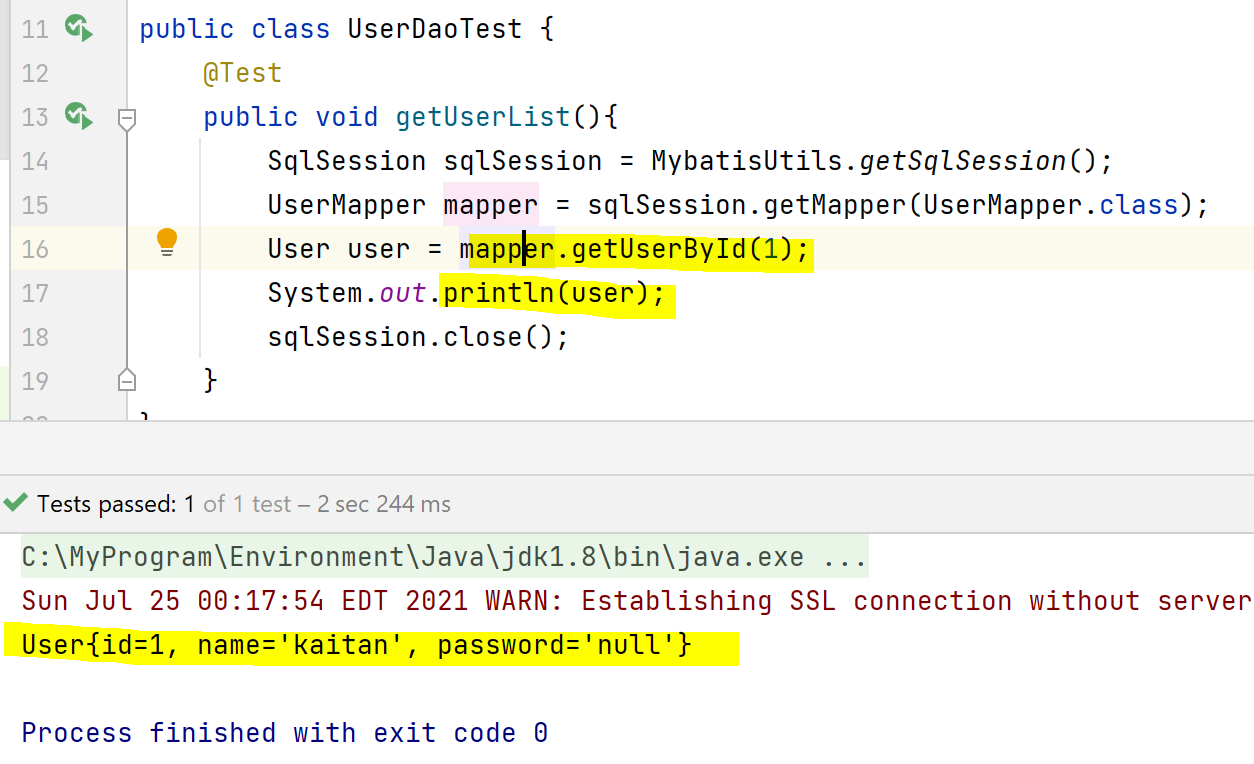 11 public class UserDaoTest {
12 @Test
13 public void getUserList(){
14 SqlSession sqlSession = MybatisUtils.getSqlSession();
15 UserMapper mapper = sqlSession.getMapper(UserMapper.class);
16 User user = mapper.getUserById(1);
17 System.out.println(user);
18 sqlSession.close();
19 }
Tests passed: 1 of 1 test – 2 sec 244 ms
C:\MyProgram\Environment\Java\jdk1.8\bin\java.exe ...
Sun Jul 25 00:17:54 EDT 2021 WARN: Establishing SSL connection without server
User{id=1, name='kaitan', password='null'}
Process finished with exit code 0